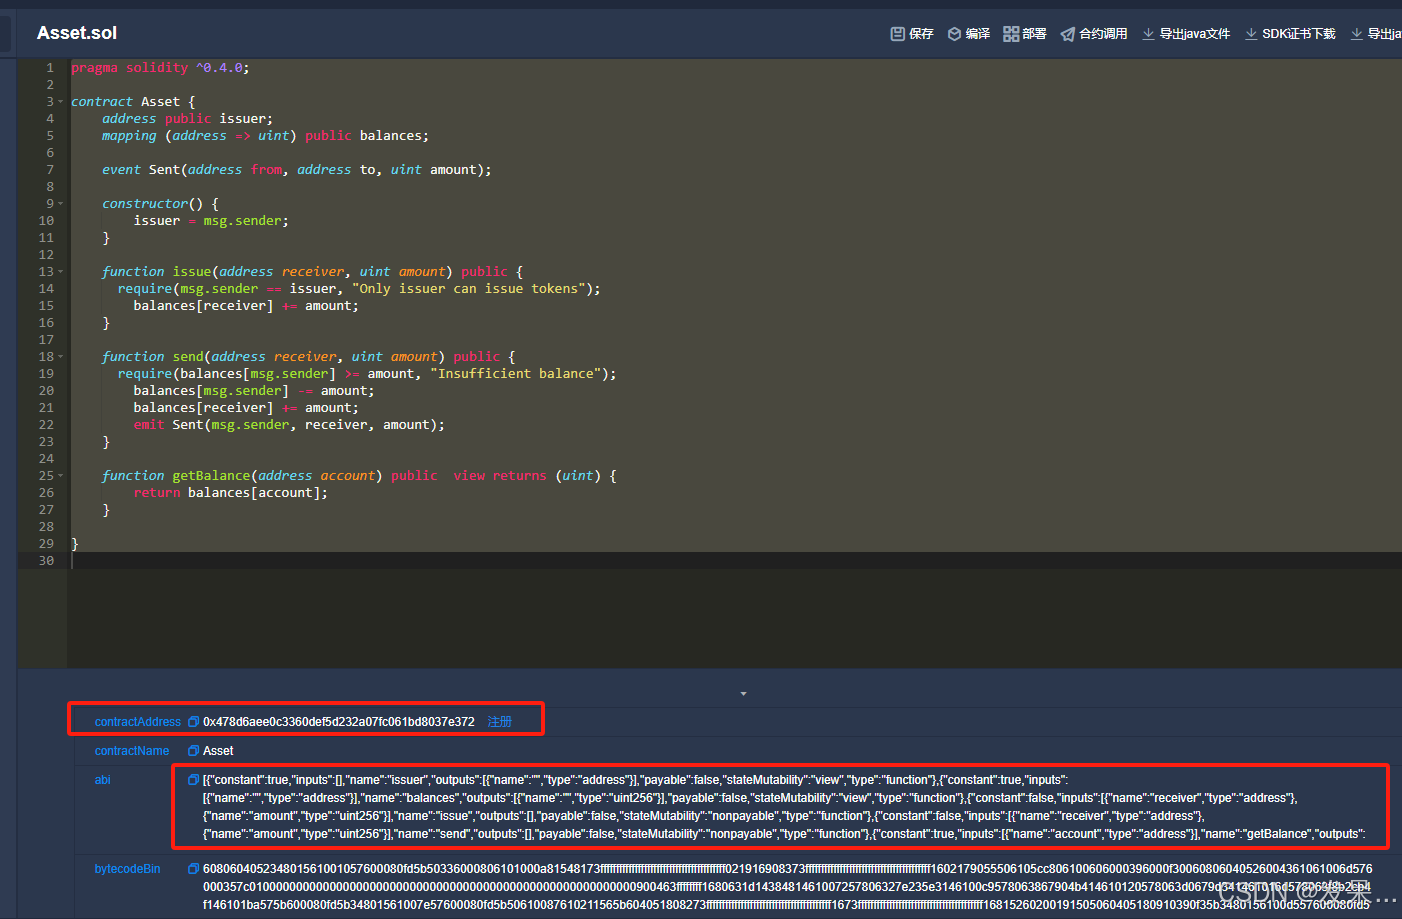 Asset.sol
保存 编译 部署 合约调用 导出java文件 SDK证书下载 导出ja
1 pragma solidity ^0.4.0;
2
3 contract Asset {
4 address public issuer;
5 mapping (address => uint) public balances;
6
7 event Sent(address from, address to, uint amount);
8
9 constructor() {
10 issuer = msg.sender;
11 }
12
13 function issue(address receiver, uint amount) public {
14 require(msg.sender == issuer, "Only issuer can issue tokens");
15 balances[receiver] += amount;
16 }
17
18 function send(address receiver, uint amount) public {
19 require(balances[msg.sender] >= amount, "Insufficient balance");
20 balances[msg.sender] -= amount;
21 balances[receiver] += amount;
22 emit Sent(msg.sender, receiver, amount);
23 }
24
25 function getBalance(address account) public view returns (uint) {
26 return balances[account];
27 }
28
29 }
30
contractAddress 0x478d6aee0c3360def5d232a07fc061bd8037e372 注册
contractName Asset
abi [{"constant":true,"inputs":[],"name":"issuer","outputs":[{"name":"","type":"address"}],"payable":false,"stateMutability":"view","type":"function"},{"constant":true,"inputs":
[{"name":"","type":"address"}],"name":"balances","outputs":[{"name":"","type":"uint256"}],"payable":false,"stateMutability":"view","type":"function"},{"constant":false,"inputs":[{"name":"receiver","type":"address"},
{"name":"amount","type":"uint256"}],"name":"issue","outputs":[],"payable":false,"stateMutability":"nonpayable","type":"function"},{"constant":false,"inputs":[{"name":"receiver","type":"address"},
{"name":"amount","type":"uint256"}],"name":"send","outputs":[],"payable":false,"stateMutability":"nonpayable","type":"function"},{"constant":true,"inputs":[{"name":"account","type":"address"}],"name":"getBalance","outputs":
bytecodeBin